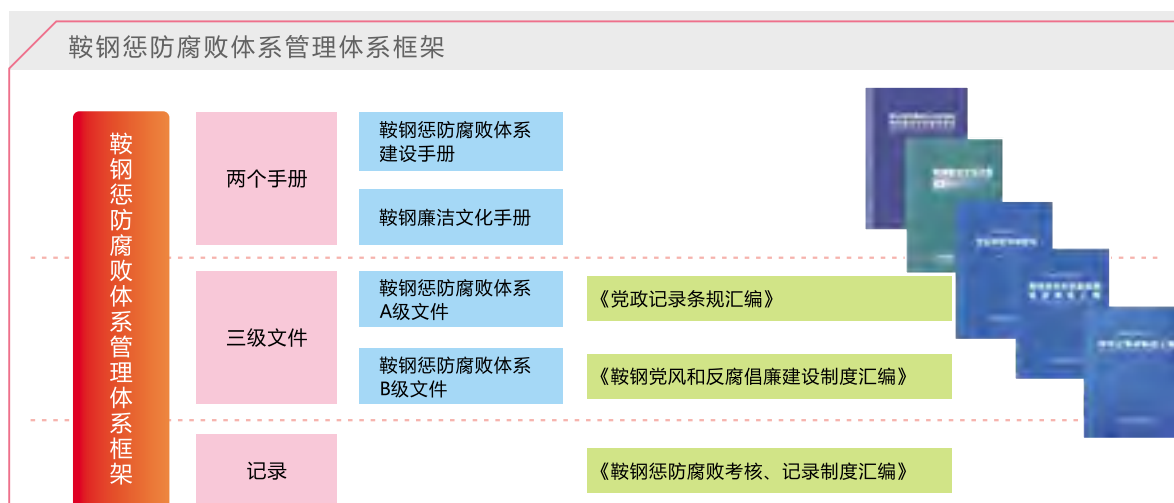 鞍钢惩防腐败体系管理体系框架
鞍钢惩防腐败体系管理体系框架
两个手册
鞍钢惩防腐败体系
建设手册
鞍钢廉洁文化手册
三级文件
鞍钢惩防腐败体系
A级文件
《党政记录条规汇编》
鞍钢惩防腐败体系
B级文件
《鞍钢党风和反腐倡廉建设制度汇编》
记录
《鞍钢惩防腐败考核、记录制度汇编》